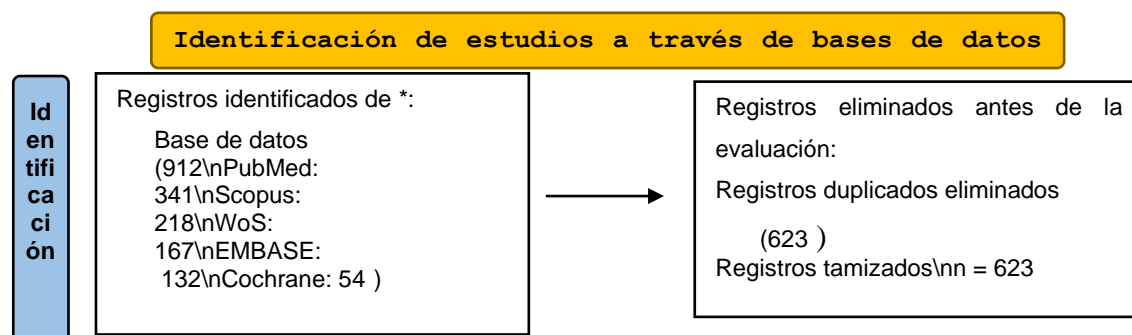 Identificación de estudios a través de bases de datos
Id
en
tifi
ca
ci
ón
Registros identificados de *:
Base de datos
(912\nPubMed:
341\nScopus:
218\nWoS:
167\nEMBASE:
132\nCochrane: 54 )
Registros eliminados antes de la
evaluación:
Registros duplicados eliminados
(623 )
Registros tamizados\nn = 623